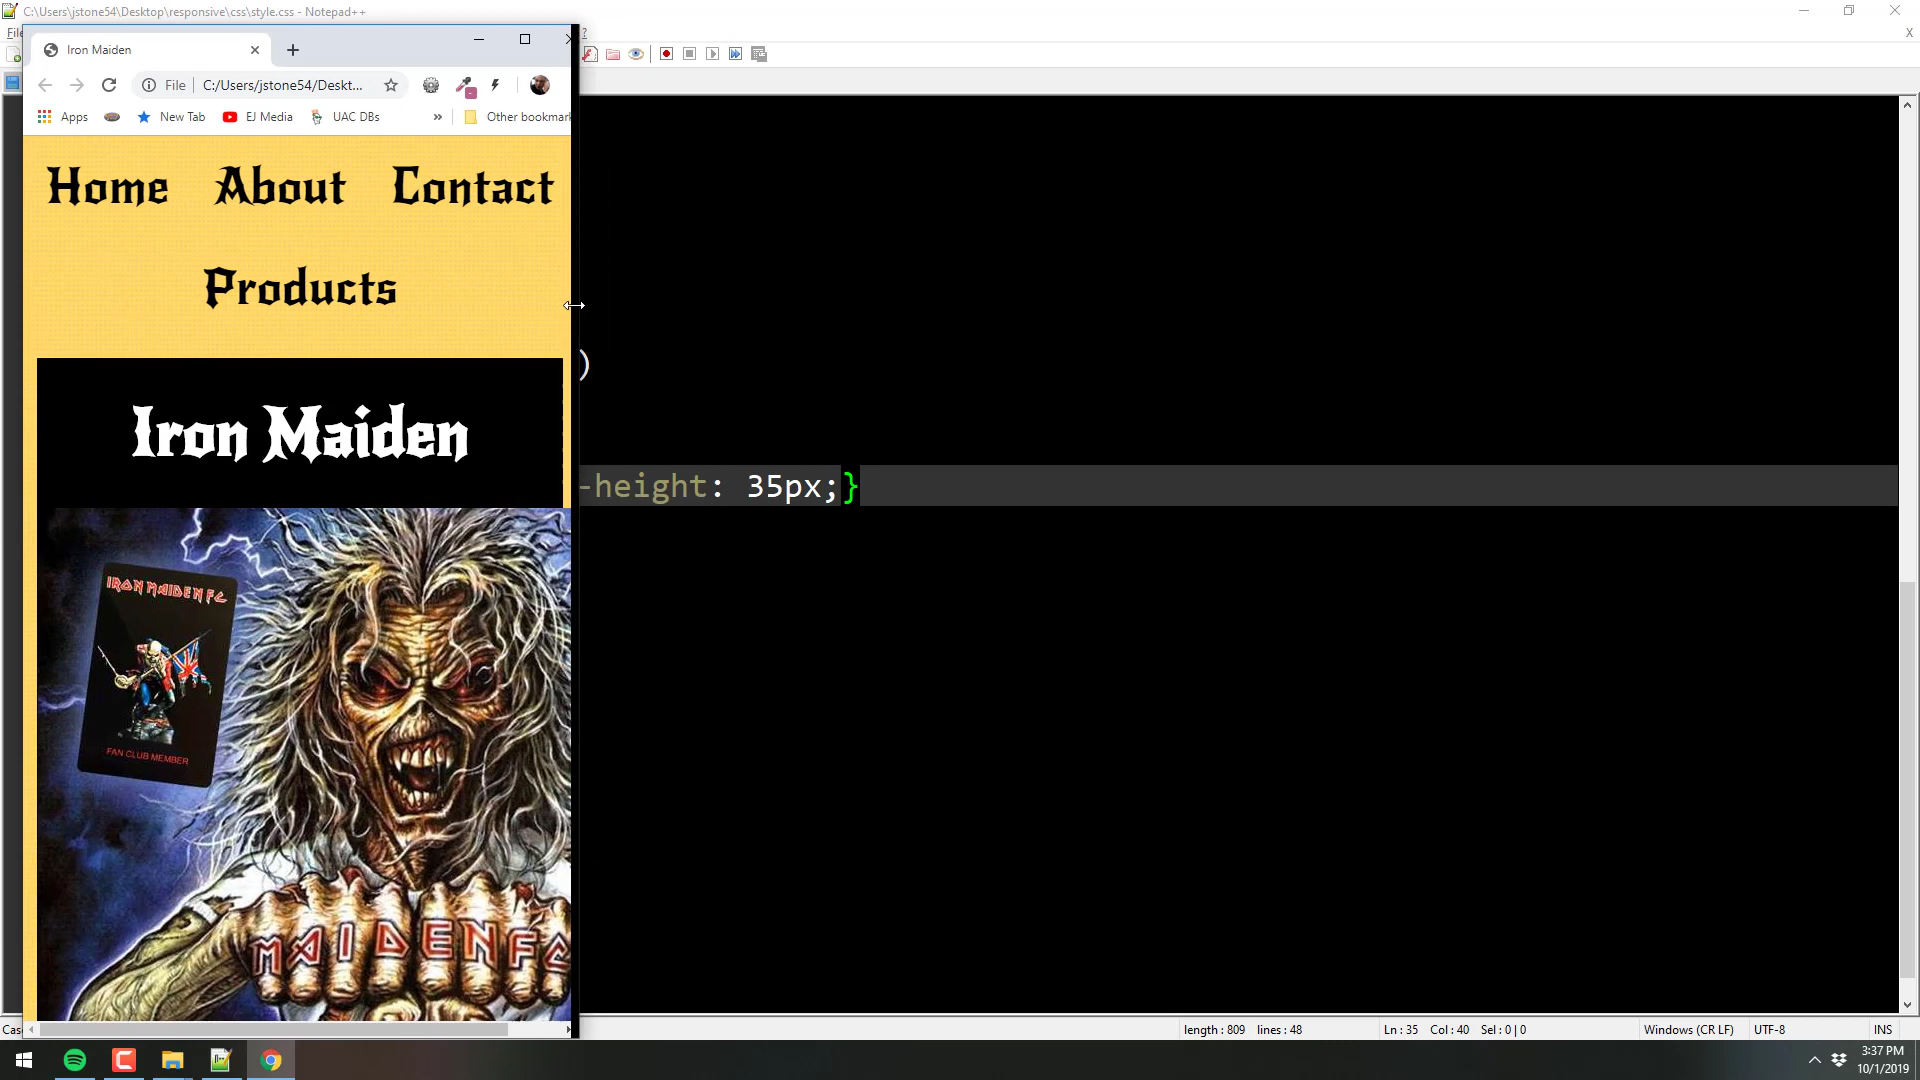 C:\Users\jstone54\Desktop\responsive\css\style.css - Notepad++
?
X
Iron Maiden
File
C:/Users/jstone54/Deskt...
Apps
New Tab
EJ Media
UAC DBs
»
Other bookmark
Home About Contact
Products
)
Iron Maiden
-height: 35px;}
IRON MAIDEN FC
FAN CLUB MEMBER
MAIDENFC
length : 809 lines : 48
Ln : 35 Col : 40 Sel : 0 | 0
Windows (CR LF)
UTF-8
INS
3:37 PM
10/1/2019